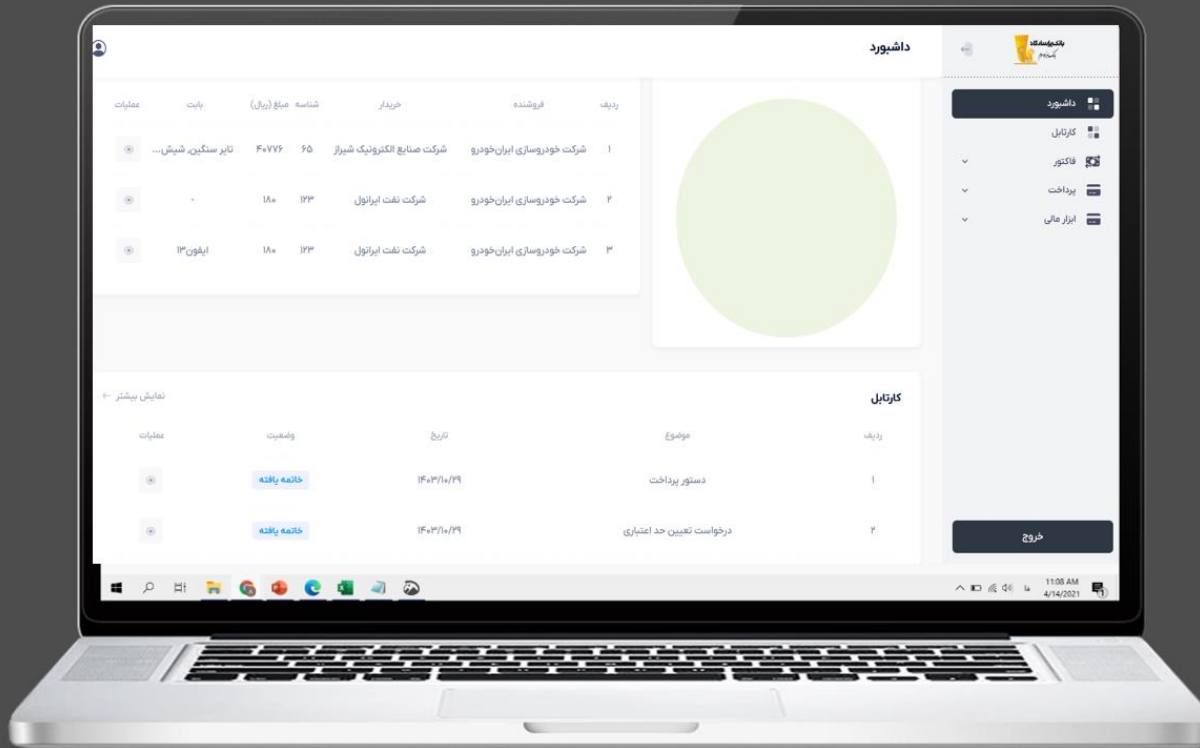 بانک پاسارگاد
داشبورد
داشبورد
کارتابل
فاکتور
پرداخت
ابزار مالی
خروج
ردیف فروشنده خریدار شناسه مبلغ (ریال) بابت عملیات
۱ شرکت خودروسازی ایران‌خودرو شرکت صنایع الکترونیک شیراز ۶۵ ۴۰۷۷۶ تایر سنگین, شیش...
۲ شرکت خودروسازی ایران‌خودرو شرکت نفت ایرانول ۱۲۳ ۱۸۰ -
۳ شرکت خودروسازی ایران‌خودرو شرکت نفت ایرانول ۱۲۳ ۱۸۰ ایفون۱۳
کارتابل
نمایش بیشتر ←
ردیف موضوع تاریخ وضعیت عملیات
۱ دستور پرداخت ۱۴۰۳/۱۰/۲۹ خاتمه یافته
۲ درخواست تعیین حد اعتباری ۱۴۰۳/۱۰/۲۹ خاتمه یافته
فا
11:08 AM
4/14/2021